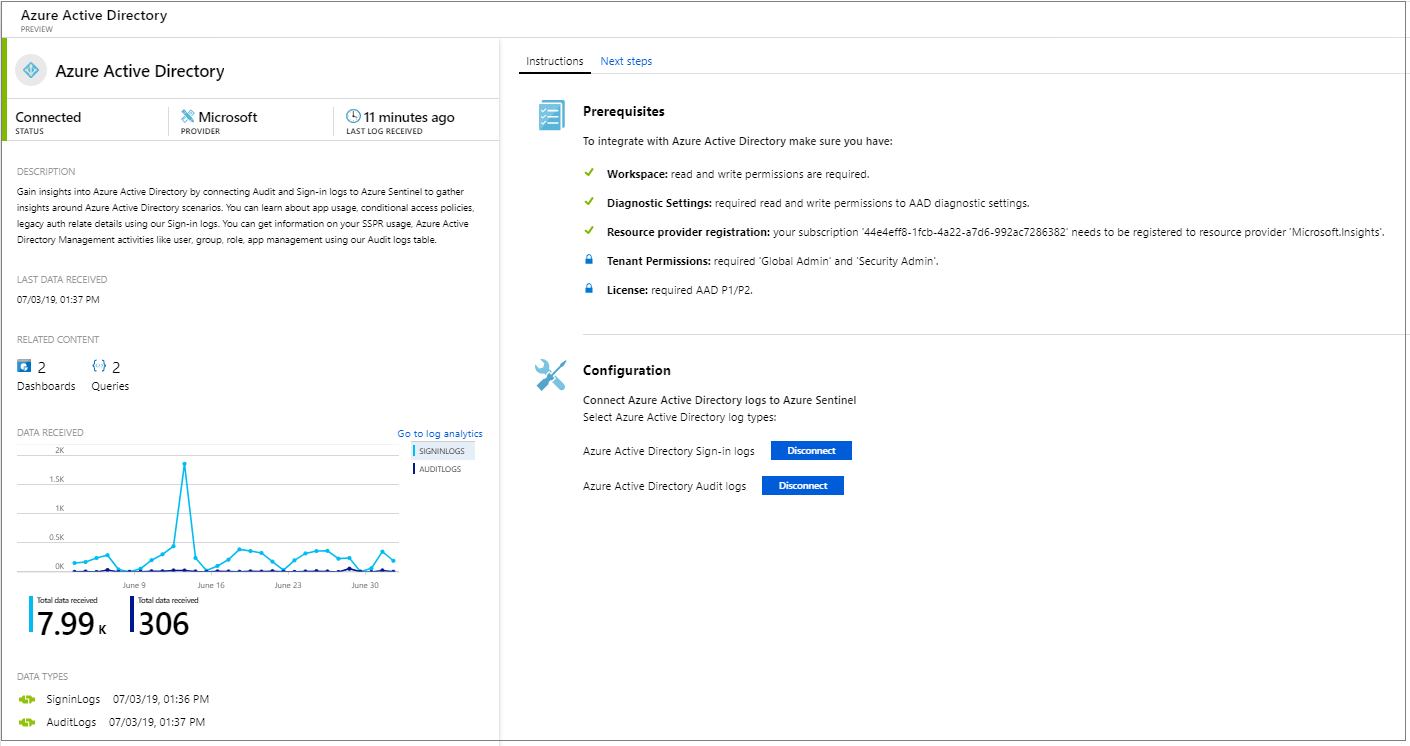 Azure Active Directory
PREVIEW
Azure Active Directory
Connected
STATUS
Microsoft
PROVIDER
11 minutes ago
LAST LOG RECEIVED
DESCRIPTION
Gain insights into Azure Active Directory by connecting Audit and Sign-in logs to Azure Sentinel to gather
insights around Azure Active Directory scenarios. You can learn about app usage, conditional access policies,
legacy auth relate details using our Sign-in logs. You can get information on your SSPR usage, Azure Active
Directory Management activities like user, group, role, app management using our Audit logs table.
LAST DATA RECEIVED
07/03/19, 01:37 PM
RELATED CONTENT
2
Dashboards
2
Queries
DATA RECEIVED
Go to log analytics
SIGNINLOGS
AUDITLOGS
2K
1.5K
1K
0.5K
0K
June 9
June 16
June 23
June 30
Total data received
7.99 K
Total data received
306
DATA TYPES
SigninLogs 07/03/19, 01:36 PM
AuditLogs 07/03/19, 01:37 PM
Instructions
Next steps
Prerequisites
To integrate with Azure Active Directory make sure you have:
Workspace: read and write permissions are required.
Diagnostic Settings: required read and write permissions to AAD diagnostic settings.
Resource provider registration: your subscription '44e4eff8-1fcb-4a22-a7d6-992ac7286382' needs to be registered to resource provider 'Microsoft.Insights'.
Tenant Permissions: required 'Global Admin' and 'Security Admin'.
License: required AAD P1/P2.
Configuration
Connect Azure Active Directory logs to Azure Sentinel
Select Azure Active Directory log types:
Azure Active Directory Sign-in logs
Disconnect
Azure Active Directory Audit logs
Disconnect